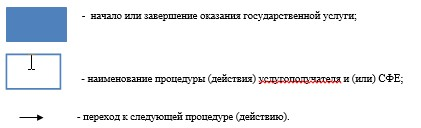 - начало или завершение оказания государственной услуги;
- наименование процедуры (действия) услугополучателя и (или) СФЕ;
- переход к следующей процедуре (действию).